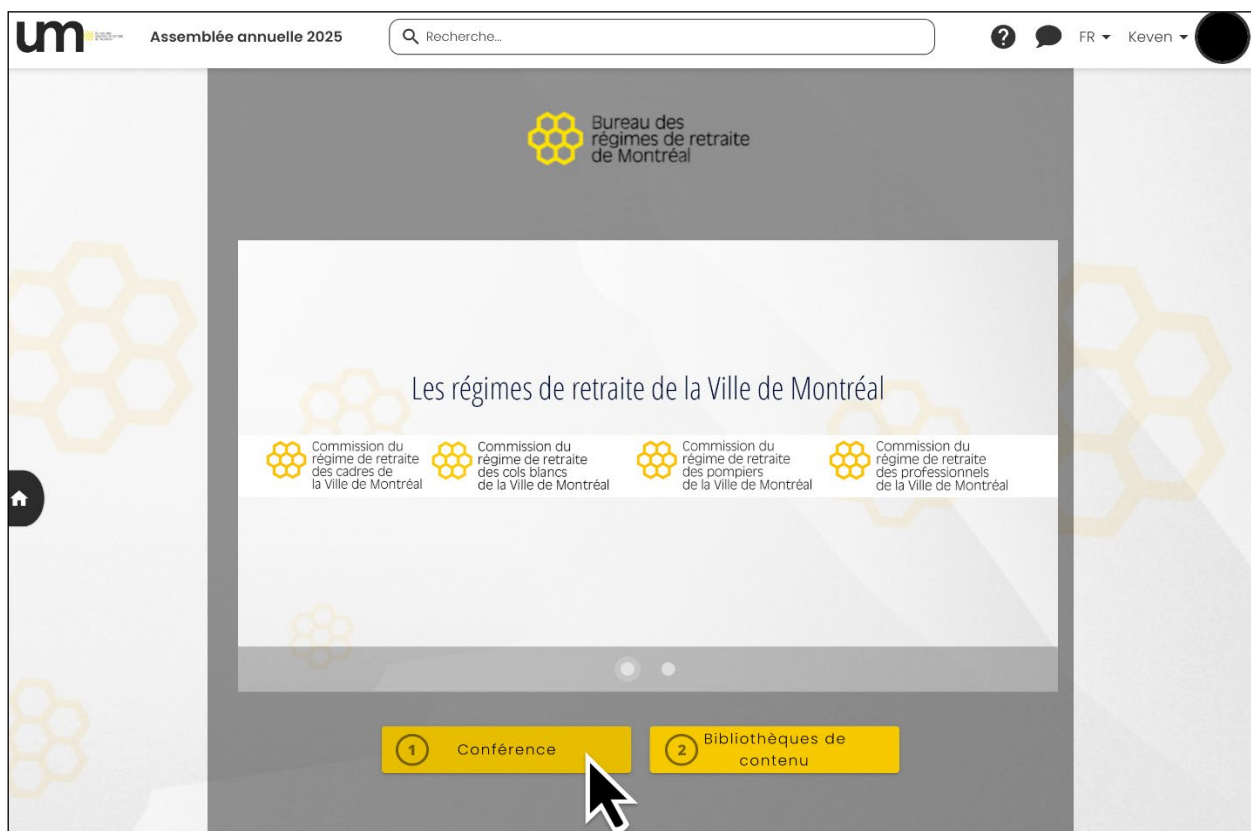 um
Assemblée annuelle 2025
Recherche...
?
FR
Keven
Bureau des
régimes de retraite
de Montréal
Les régimes de retraite de la Ville de Montréal
Commission du
régime de retraite
des cadres de
la Ville de Montréal
Commission du
régime de retraite
des cols blancs
de la Ville de Montréal
Commission du
régime de retraite
des pompiers
de la Ville de Montréal
Commission du
régime de retraite
des professionnels
de la Ville de Montréal
1 Conférence
2 Bibliothèques de
contenu